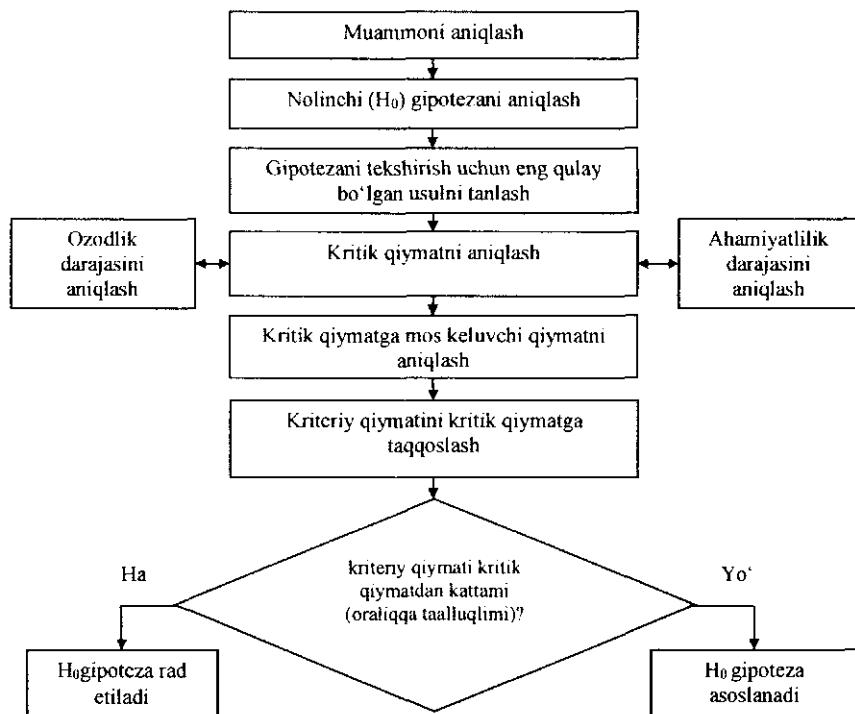 Muammoni aniqlash
Nolinchi (H₀) gipotezani aniqlash
Gipotezani tekshirish uchun eng qulay
bo‘lgan usulni tanlash
Ozodlik
darajasini
aniqlash
Kritik qiymatni aniqlash
Ahamiyatlilik
darajasini
aniqlash
Kritik qiymatga mos keluvchi qiymatni
aniqlash
Kriteriy qiymatini kritik qiymatga
taqqoslash
Ha
kriteriy qiymati kritik
qiymatdan kattami
(oraliqqa taalluqlimi)?
Yo‘
H₀gipoteza rad
etiladi
H₀ gipoteza
asoslanadi